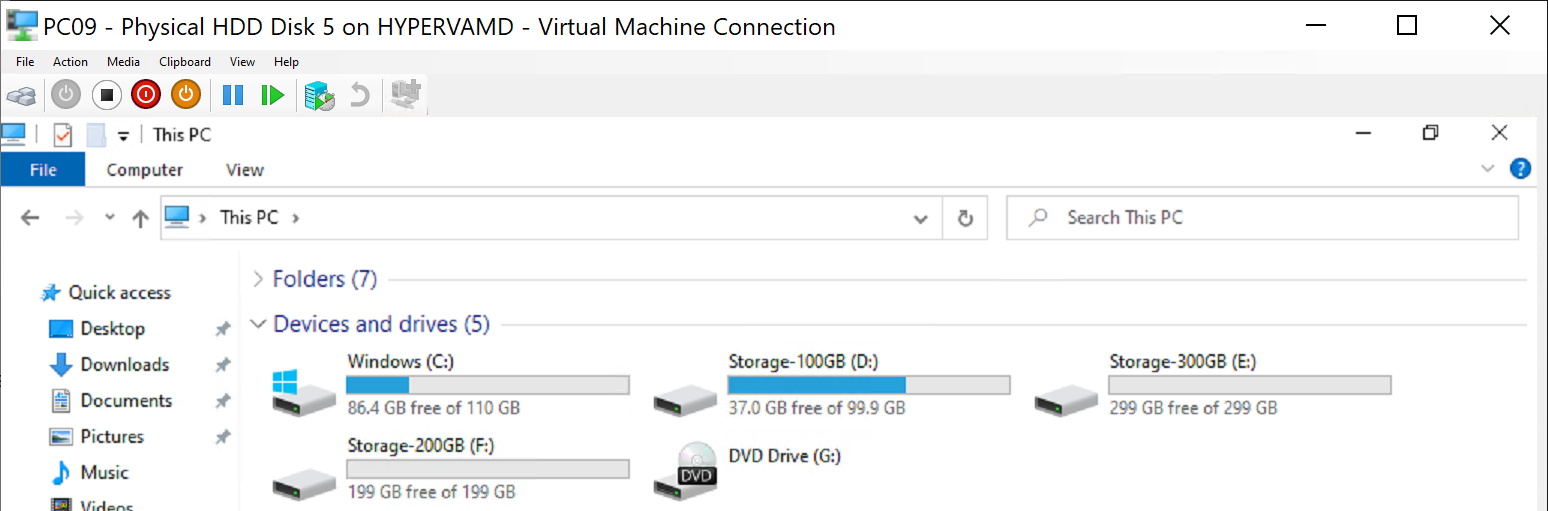 PC09 - Physical HDD Disk 5 on HYPERVAMD - Virtual Machine Connection
File Action Media Clipboard View Help
This PC
File Computer View
This PC
Search This PC
Folders (7)
Quick access
Devices and drives (5)
Desktop
Windows (C:)
86.4 GB free of 110 GB
Storage-100GB (D:)
37.0 GB free of 99.9 GB
Storage-300GB (E:)
299 GB free of 299 GB
Downloads
Documents
Pictures
Storage-200GB (F:)
199 GB free of 199 GB
DVD
DVD Drive (G:)
Music
Videos